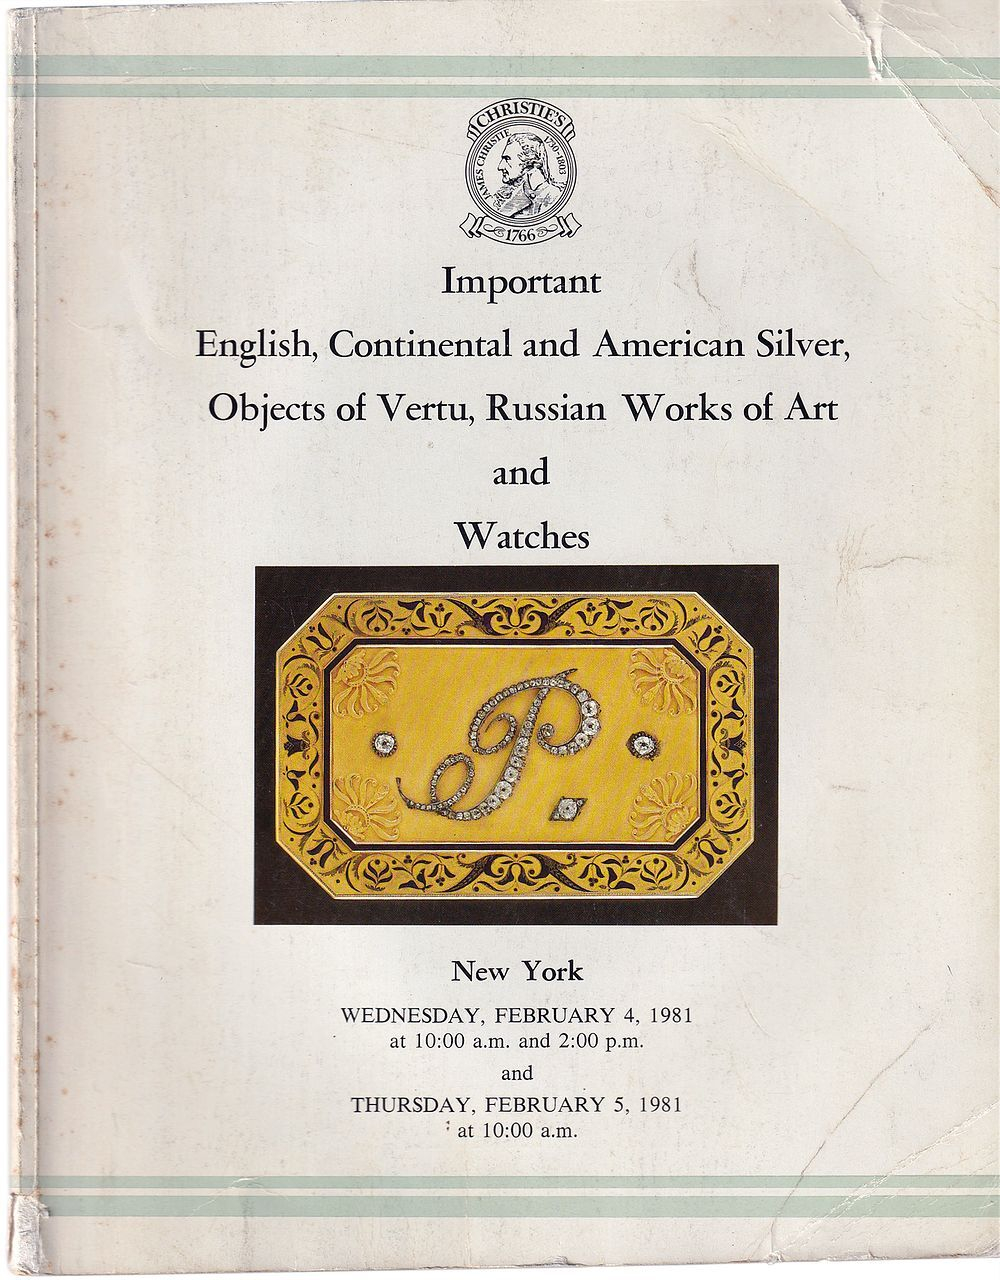 CHRISTIE'S
JAMES CHRISTIE 1730-1803
1766
Important
English, Continental and American Silver,
Objects of Vertu, Russian Works of Art
and
Watches
P
New York
WEDNESDAY, FEBRUARY 4, 1981
at 10:00 a.m. and 2:00 p.m.
and
THURSDAY, FEBRUARY 5, 1981
at 10:00 a.m.